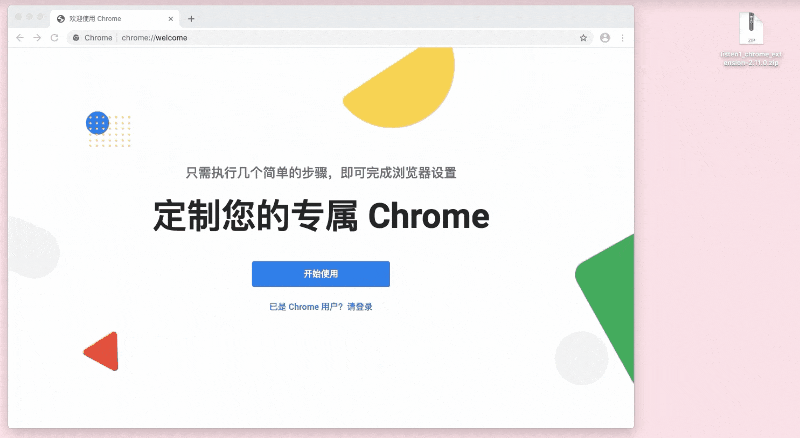 欢迎使用 Chrome
Chrome
chrome://welcome
只需执行几个简单的步骤，即可完成浏览器设置
定制您的专属 Chrome
开始使用
已是 Chrome 用户？请登录